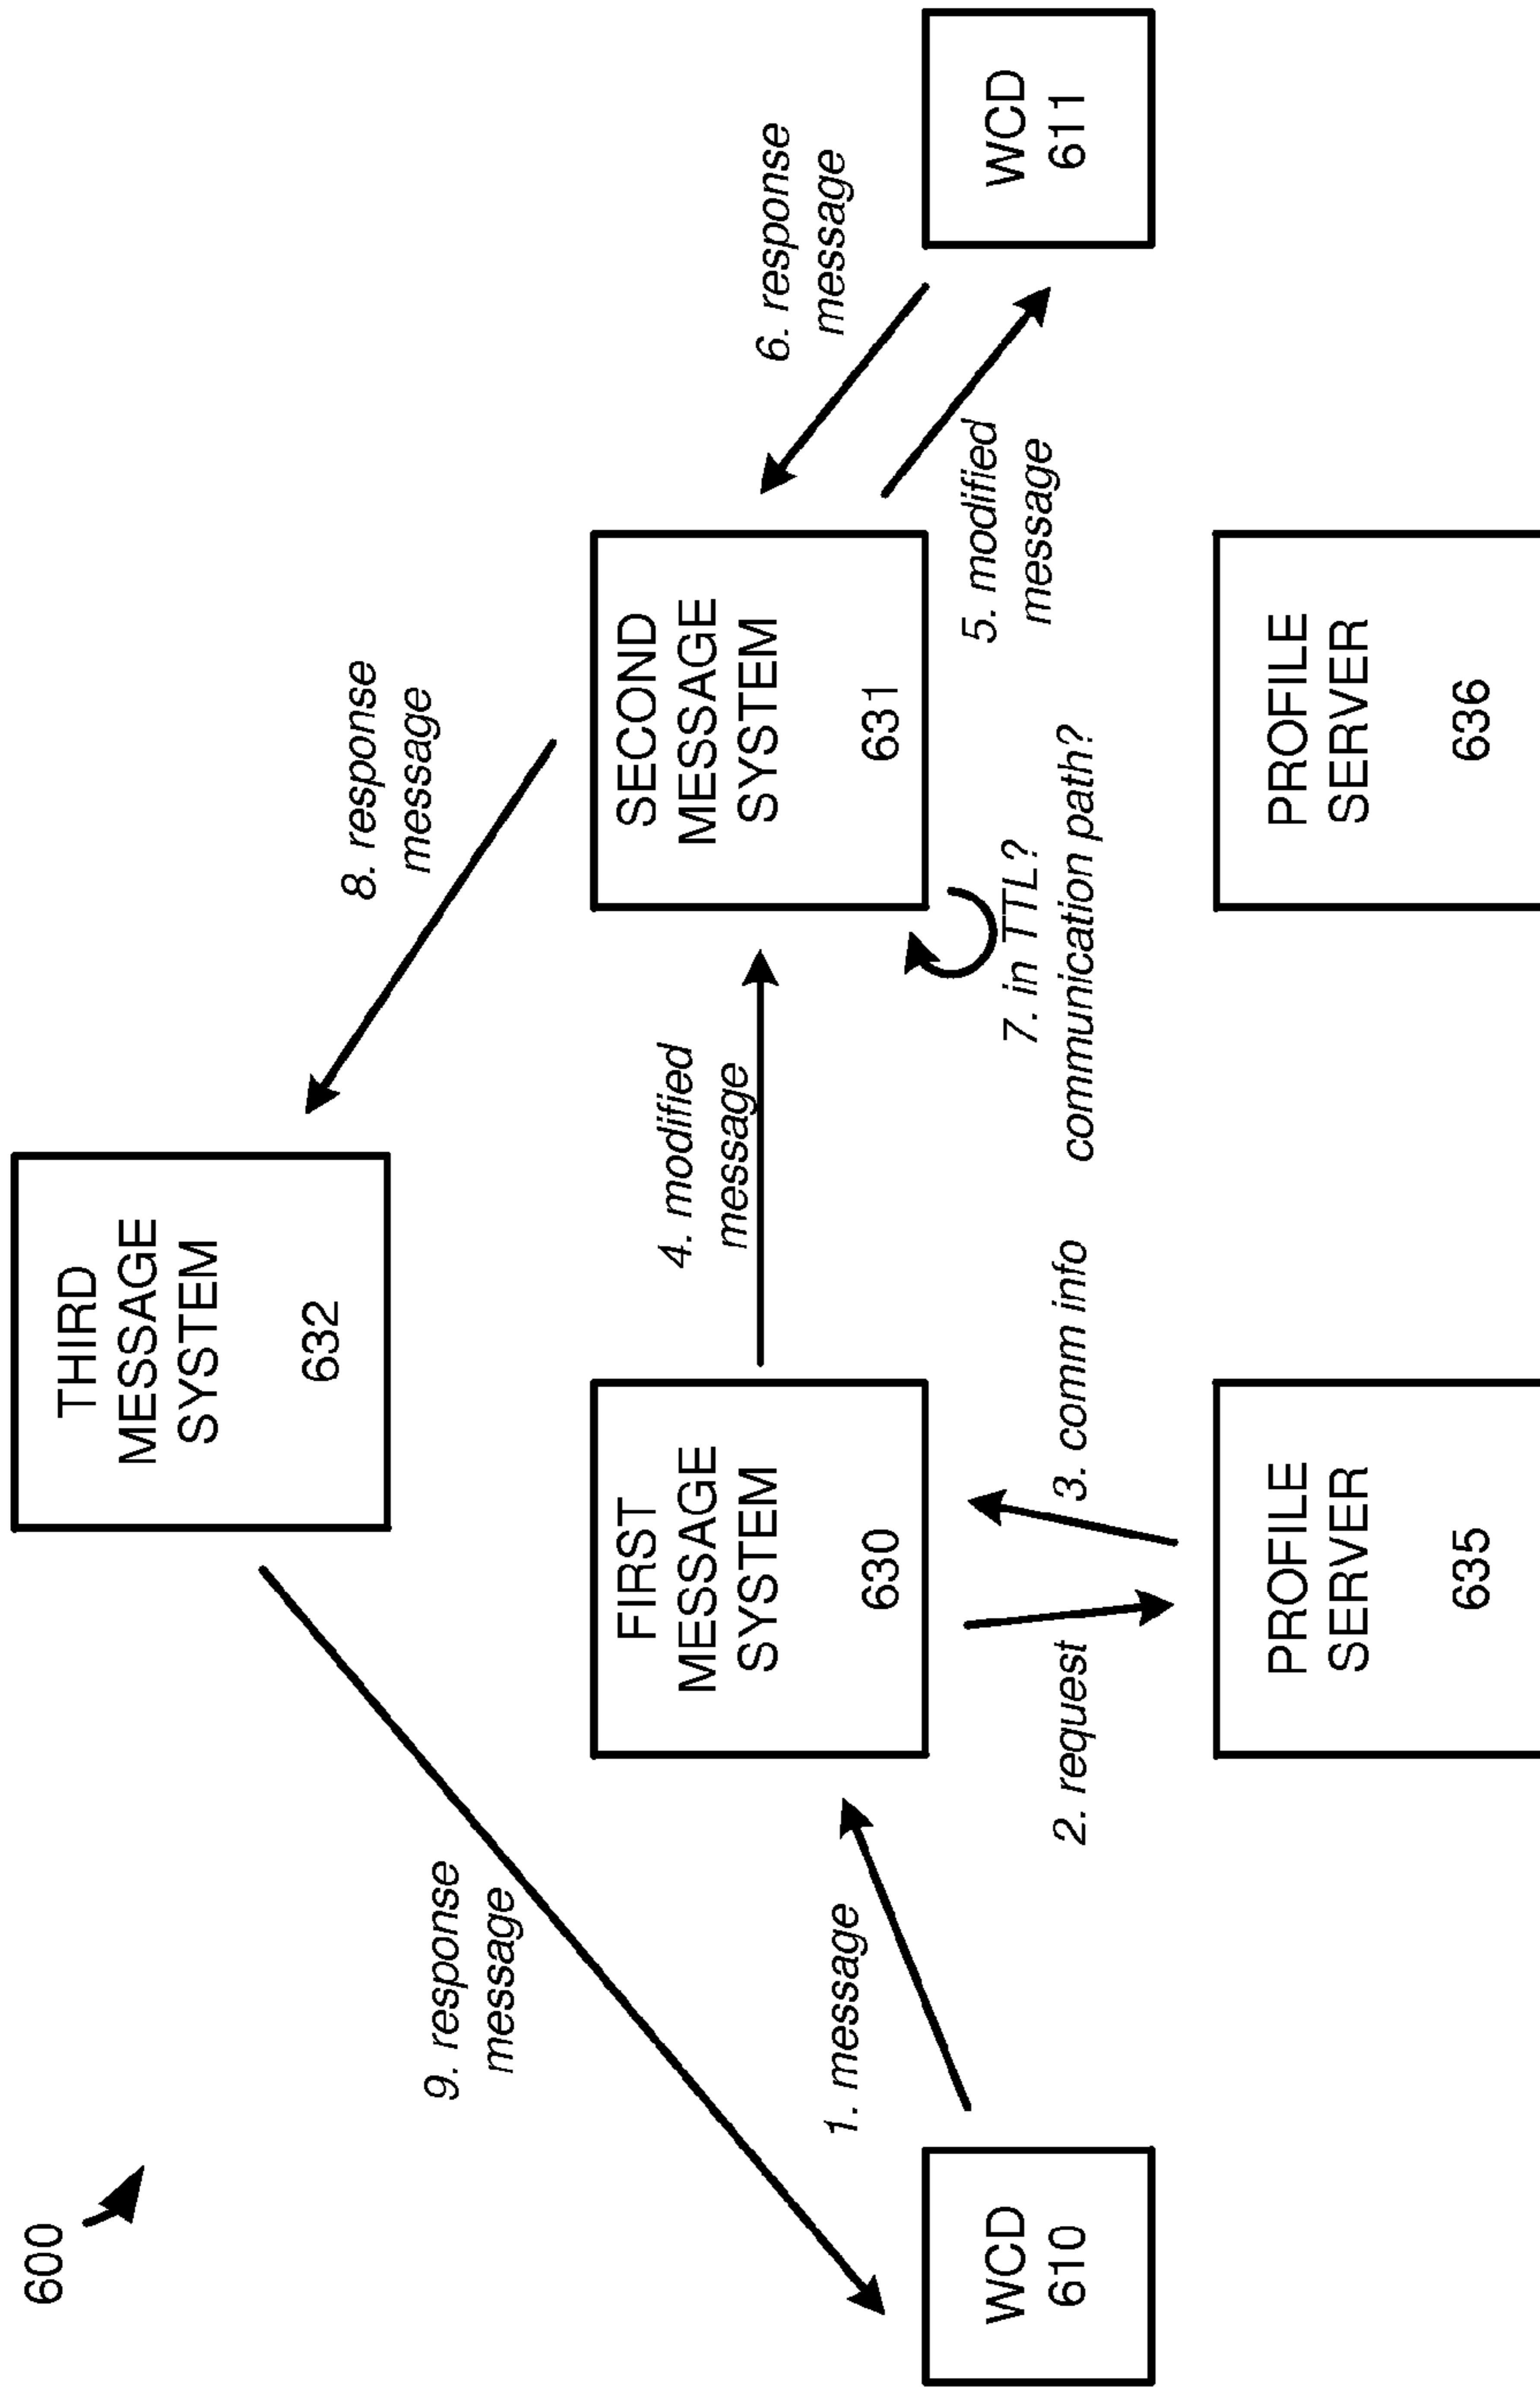 600
THIRD
MESSAGE
SYSTEM
632
8. response
message
9. response
message
6. response
message
4. modified
message
FIRST
MESSAGE
SYSTEM
630
SECOND
MESSAGE
SYSTEM
631
1. message
5. modified
message
WCD
610
WCD
611
2. request
3. comm info
7. in TTL?
communication path?
PROFILE
SERVER
635
PROFILE
SERVER
636